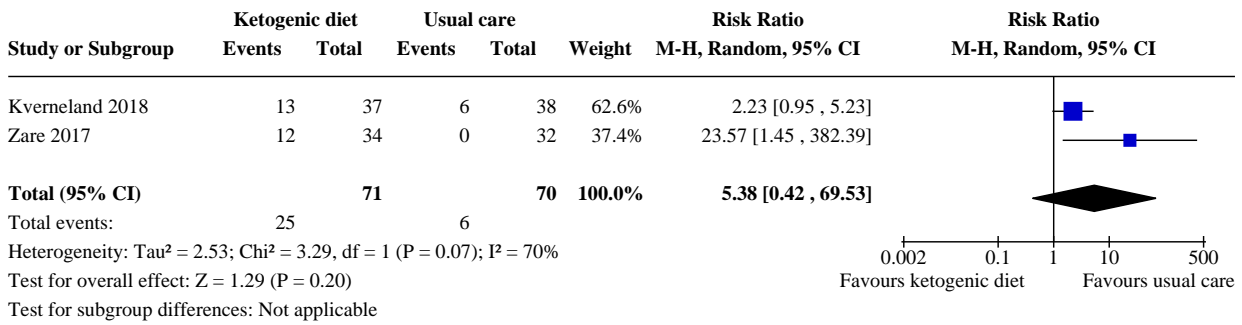 Ketogenic diet Usual care Risk Ratio Risk Ratio
Study or Subgroup Events Total Events Total Weight M-H, Random, 95% CI M-H, Random, 95% CI
Kverneland 2018 13 37 6 38 62.6% 2.23 [0.95 , 5.23]
Zare 2017 12 34 0 32 37.4% 23.57 [1.45 , 382.39]
Total (95% CI) 71 70 100.0% 5.38 [0.42 , 69.53]
Total events: 25 6
Heterogeneity: Tau² = 2.53; Chi² = 3.29, df = 1 (P = 0.07); I² = 70%
0.002 0.1 1 10 500
Test for overall effect: Z = 1.29 (P = 0.20)
Favours ketogenic diet Favours usual care
Test for subgroup differences: Not applicable